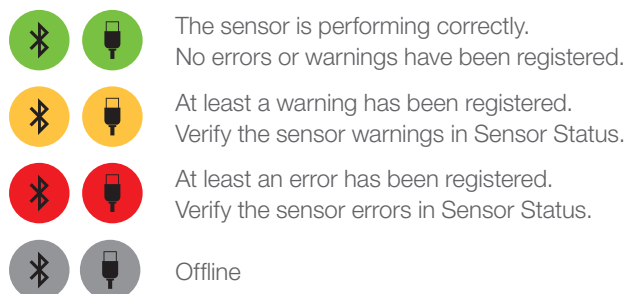 The sensor is performing correctly.
No errors or warnings have been registered.
At least a warning has been registered.
Verify the sensor warnings in Sensor Status.
At least an error has been registered.
Verify the sensor errors in Sensor Status.
Offline